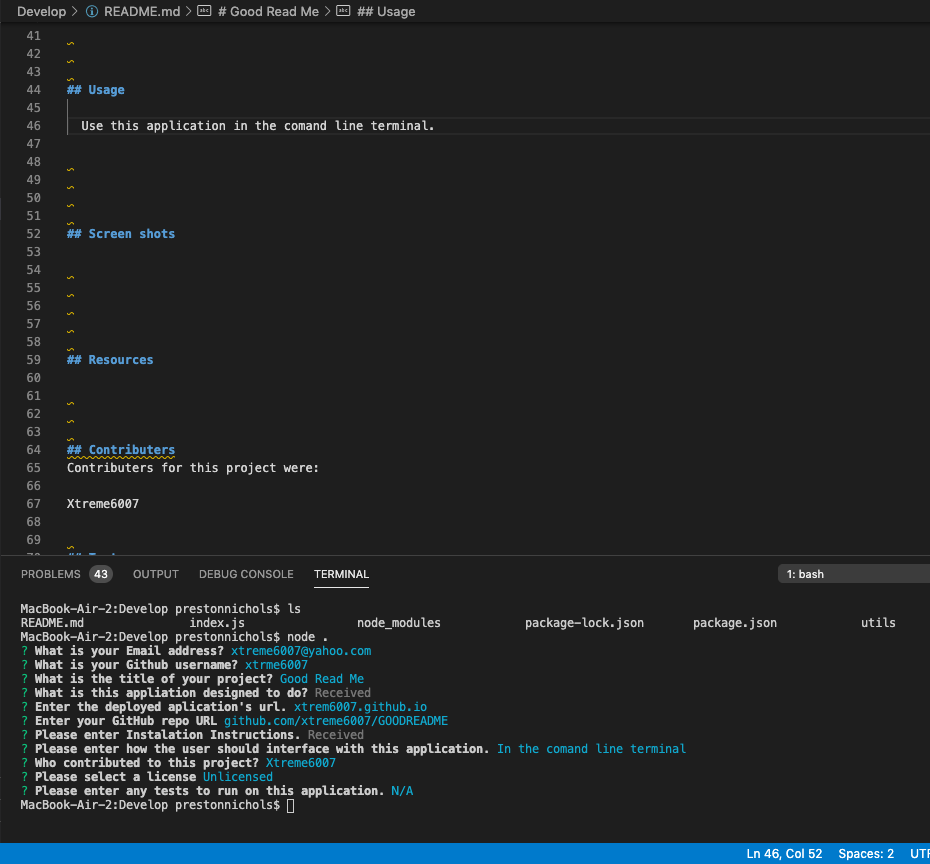 Develop > README.md > # Good Read Me > ## Usage
41
42
43
44 ## Usage
45
46 Use this application in the comand line terminal.
47
48
49
50
51
52 ## Screen shots
53
54
55
56
57
58
59 ## Resources
60
61
62
63
64 ## Contributers
65 Contributers for this project were:
66
67 Xtreme6007
68
69
PROBLEMS 43 OUTPUT DEBUG CONSOLE TERMINAL 1: bash
MacBook-Air-2:Develop prestonnichols$ ls
README.md index.js node_modules package-lock.json package.json utils
MacBook-Air-2:Develop prestonnichols$ node .
? What is your Email address? xtreme6007@yahoo.com
? What is your Github username? xtrme6007
? What is the title of your project? Good Read Me
? What is this appliation designed to do? Received
? Enter the deployed aplication's url. xtrem6007.github.io
? Enter your GitHub repo URL github.com/xtreme6007/GOODREADME
? Please enter Instalation Instructions. Received
? Please enter how the user should interface with this application. In the comand line terminal
? Who contributed to this project? Xtreme6007
? Please select a license Unlicensed
? Please enter any tests to run on this application. N/A
MacBook-Air-2:Develop prestonnichols$
Ln 46, Col 52 Spaces: 2 UTF